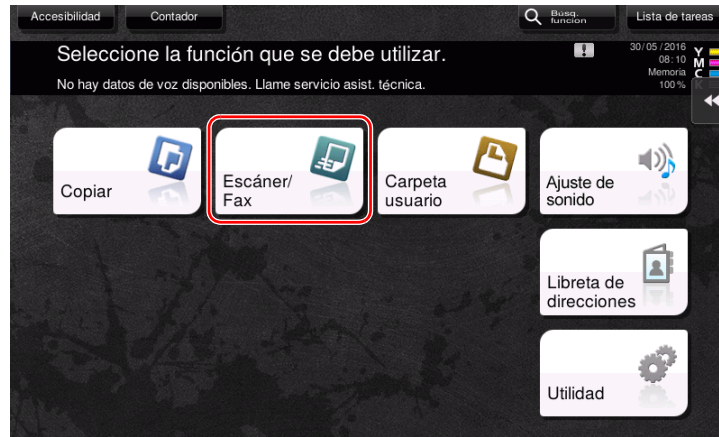 Accesibilidad
Contador
Búsq. función
Lista de tareas
Seleccione la función que se debe utilizar.
No hay datos de voz disponibles. Llame servicio asist. técnica.
30/05/2016
08:10
Memoria
100 %
Y
M
C
K
Copiar
Escáner/
Fax
Carpeta
usuario
Ajuste de
sonido
Libreta de
direcciones
Utilidad